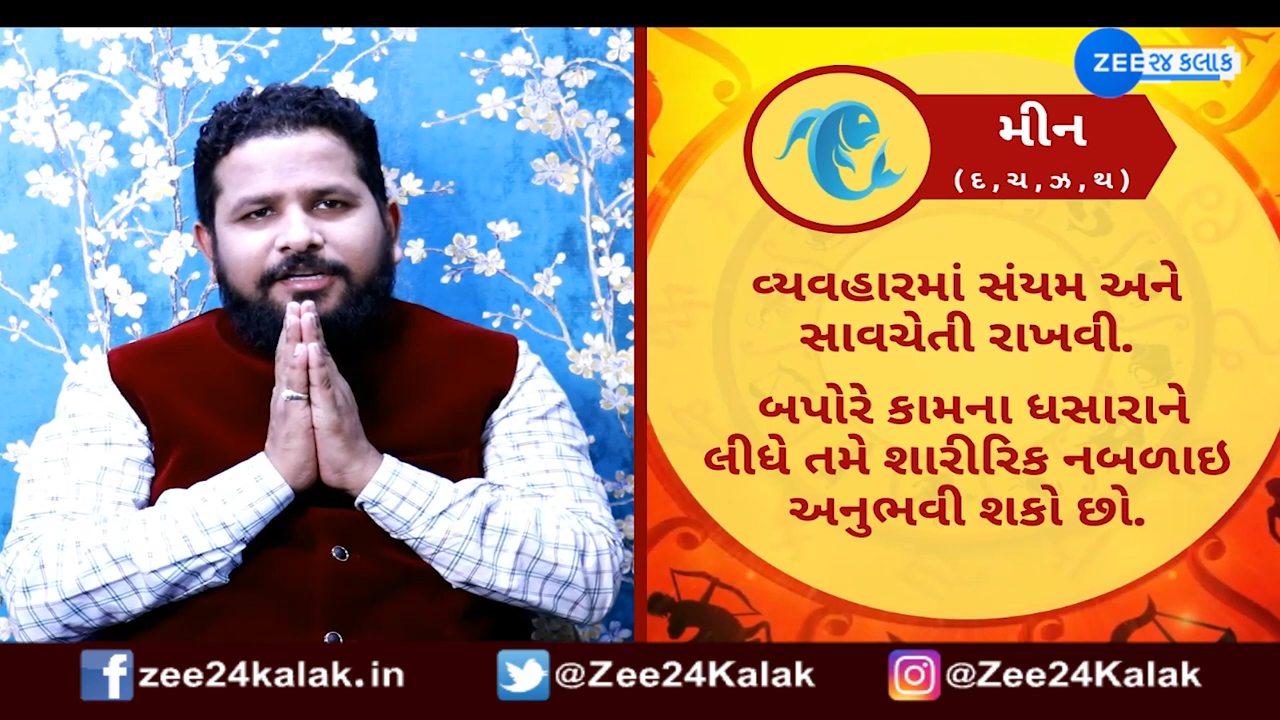 ZEE ૨૪ કલાક
મીન
( દ , ચ , ઝ , થ )
વ્યવહારમાં સંયમ અને
સાવચેતી રાખવી.
બપોરે કામના ધસારાને
લીધે તમે શારીરિક નબળાઇ
અનુભવી શકો છો.
zee24kalak.in
@Zee24Kalak
@Zee24Kalak